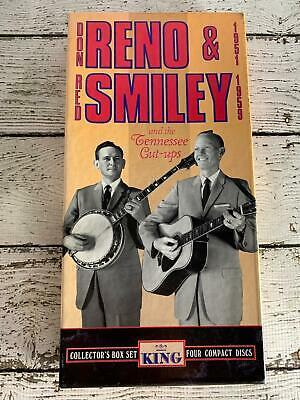 DON RENO &
RED SMILEY
1951
1959
and the
Tennessee
Cut-ups
COLLECTOR'S BOX SET
KING
FOUR COMPACT DISCS